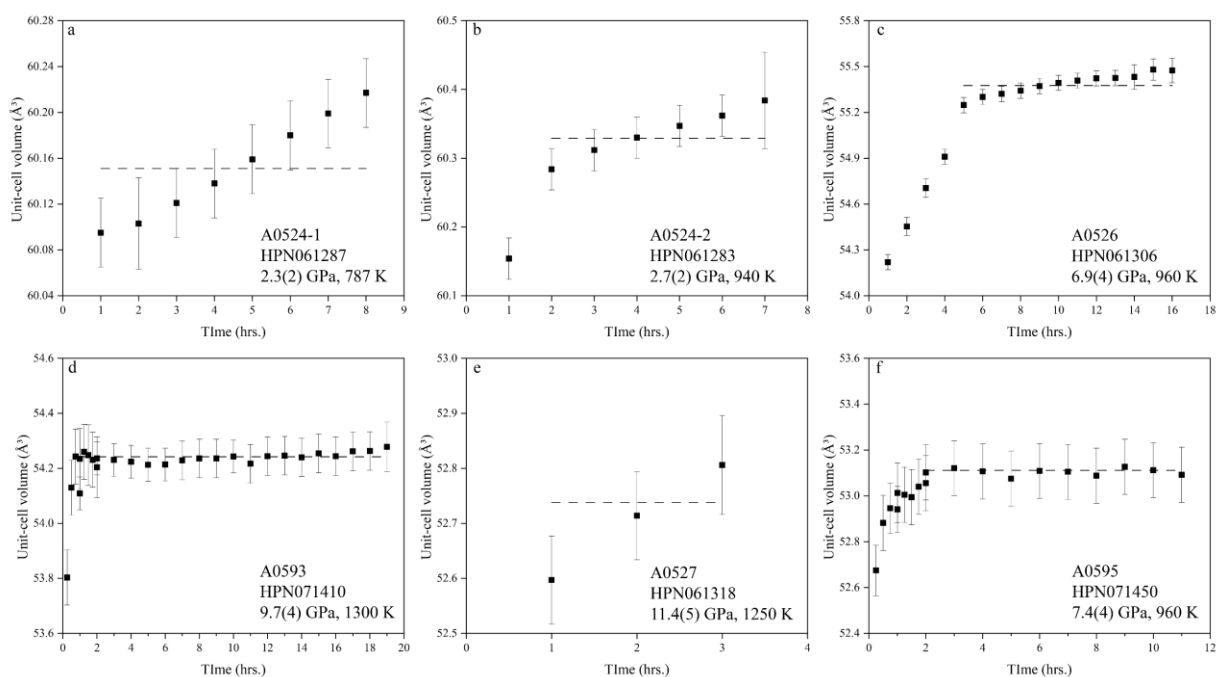 a
Unit-cell volume (Å³)
60.28
60.24
60.20
60.16
60.12
60.08
60.04
A0524-1
HPN061287
2.3(2) GPa, 787 K
0 1 2 3 4 5 6 7 8 9
TIme (hrs.)
b
Unit-cell volume (Å³)
60.5
60.4
60.3
60.2
60.1
A0524-2
HPN061283
2.7(2) GPa, 940 K
0 1 2 3 4 5 6 7 8
TIme (hrs.)
c
Unit-cell volume (Å³)
55.8
55.5
55.2
54.9
54.6
54.3
54.0
A0526
HPN061306
6.9(4) GPa, 960 K
0 2 4 6 8 10 12 14 16 18
TIme (hrs.)
d
Unit-cell volume (Å³)
54.6
54.4
54.2
54.0
53.8
53.6
A0593
HPN071410
9.7(4) GPa, 1300 K
0 2 4 6 8 10 12 14 16 18 20
TIme (hrs.)
e
Unit-cell volume (Å³)
53.0
52.9
52.8
52.7
52.6
52.5
A0527
HPN061318
11.4(5) GPa, 1250 K
0 1 2 3 4
TIme (hrs.)
f
Unit-cell volume (Å³)
53.6
53.4
53.2
53.0
52.8
52.6
52.4
A0595
HPN071450
7.4(4) GPa, 960 K
0 2 4 6 8 10 12
TIme (hrs.)